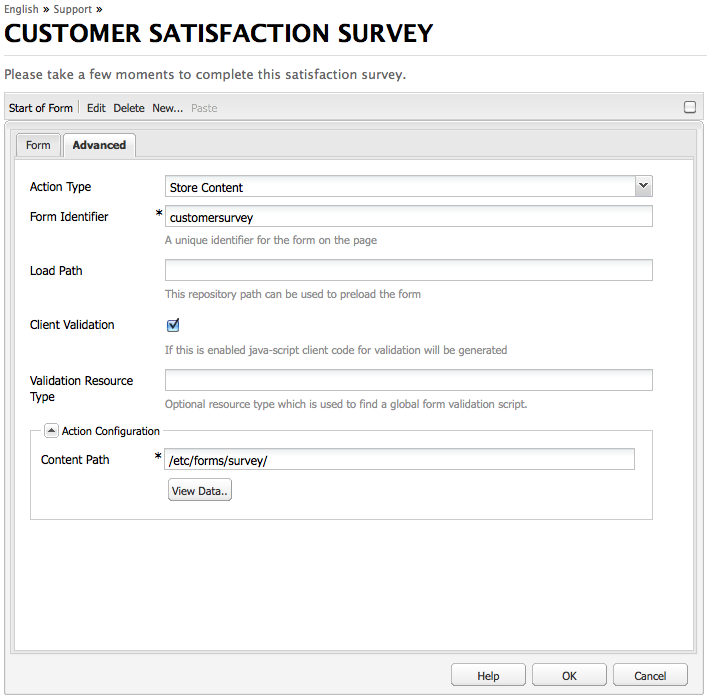 English » Support »
CUSTOMER SATISFACTION SURVEY
Please take a few moments to complete this satisfaction survey.
Start of Form Edit Delete New... Paste
Form Advanced
Action Type Store Content
Form Identifier * customersurvey
A unique identifier for the form on the page
Load Path
This repository path can be used to preload the form
Client Validation
If this is enabled java-script client code for validation will be generated
Validation Resource
Type
Optional resource type which is used to find a global form validation script.
Action Configuration
Content Path * /etc/forms/survey/
View Data..
Help OK Cancel